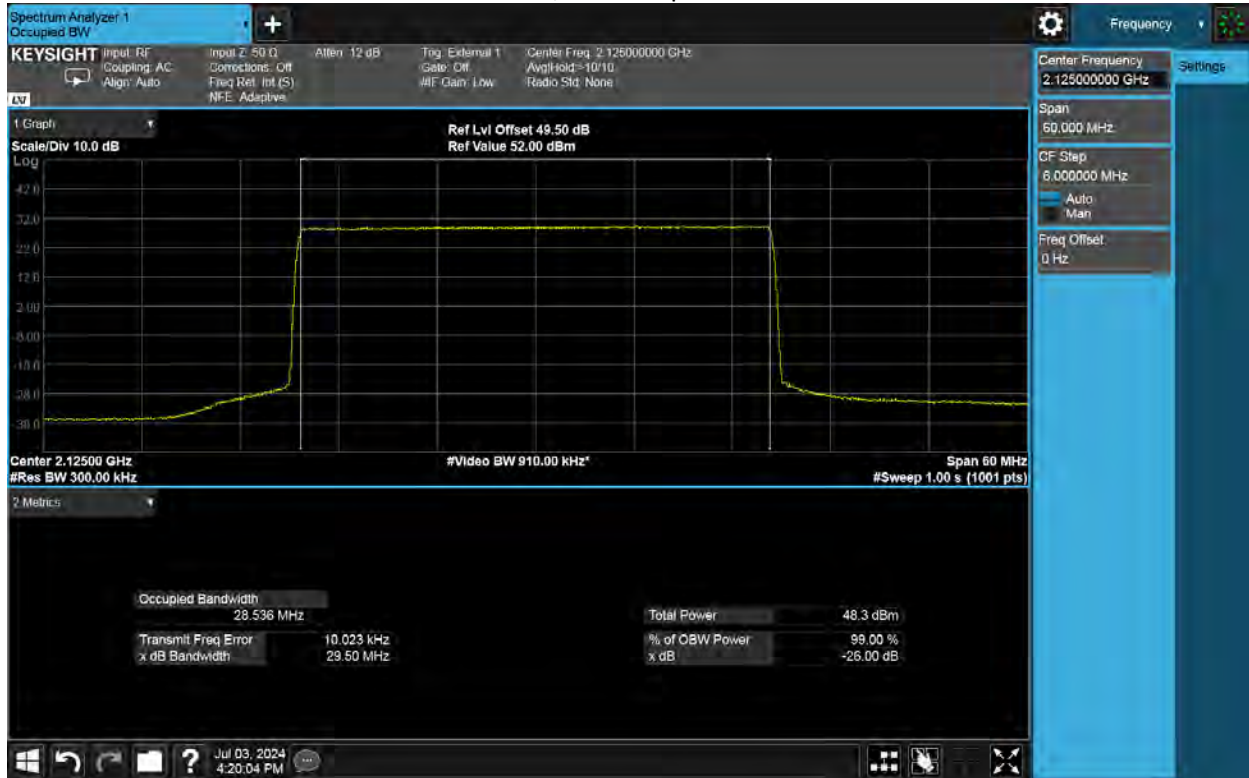 Spectrum Analyzer 1
Occupied BW
+
Frequency
KEYSIGHT
Input: RF
Coupling: AC
Align: Auto
Input Z: 50 Ω
Corrections: Off
Freq Ref: Int (S)
NFE: Adaptive
Atten: 12 dB
Trig: External 1
Gate: Off
#IF Gain: Low
Center Freq: 2.125000000 GHz
Avg|Hold:>10/10
Radio Std: None
LXI
Center Frequency
2.125000000 GHz
Settings
Span
60.000 MHz
CF Step
6.000000 MHz
Auto
Man
Freq Offset
0 Hz
1 Graph
Scale/Div 10.0 dB
Ref Lvl Offset 49.50 dB
Ref Value 52.00 dBm
Log
42.0
32.0
22.0
12.0
2.00
-8.00
-18.0
-28.0
-38.0
Center 2.12500 GHz
#Res BW 300.00 kHz
#Video BW 910.00 kHz*
Span 60 MHz
#Sweep 1.00 s (1001 pts)
2 Metrics
Occupied Bandwidth
28.536 MHz
Total Power 48.3 dBm
Transmit Freq Error 10.023 kHz
% of OBW Power 99.00 %
x dB Bandwidth 29.50 MHz
x dB -26.00 dB
?
Jul 03, 2024
4:20:04 PM